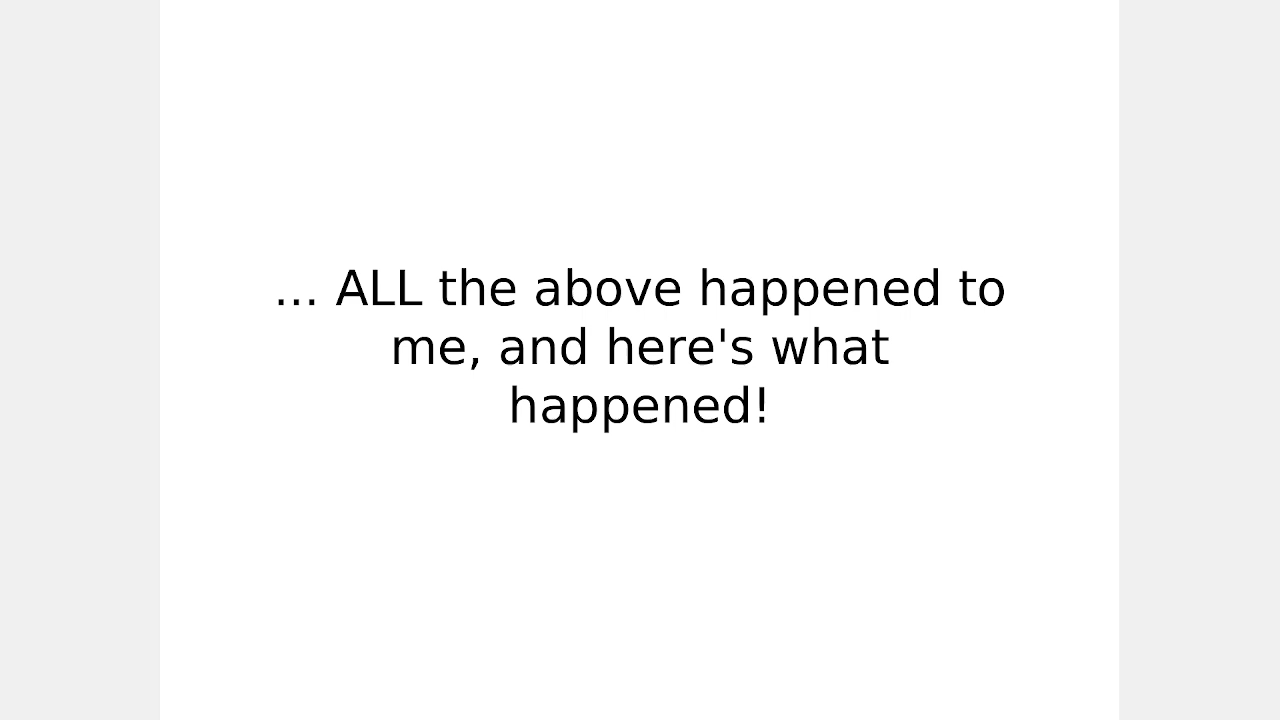 ... ALL the above happened to
me, and here's what
happened!